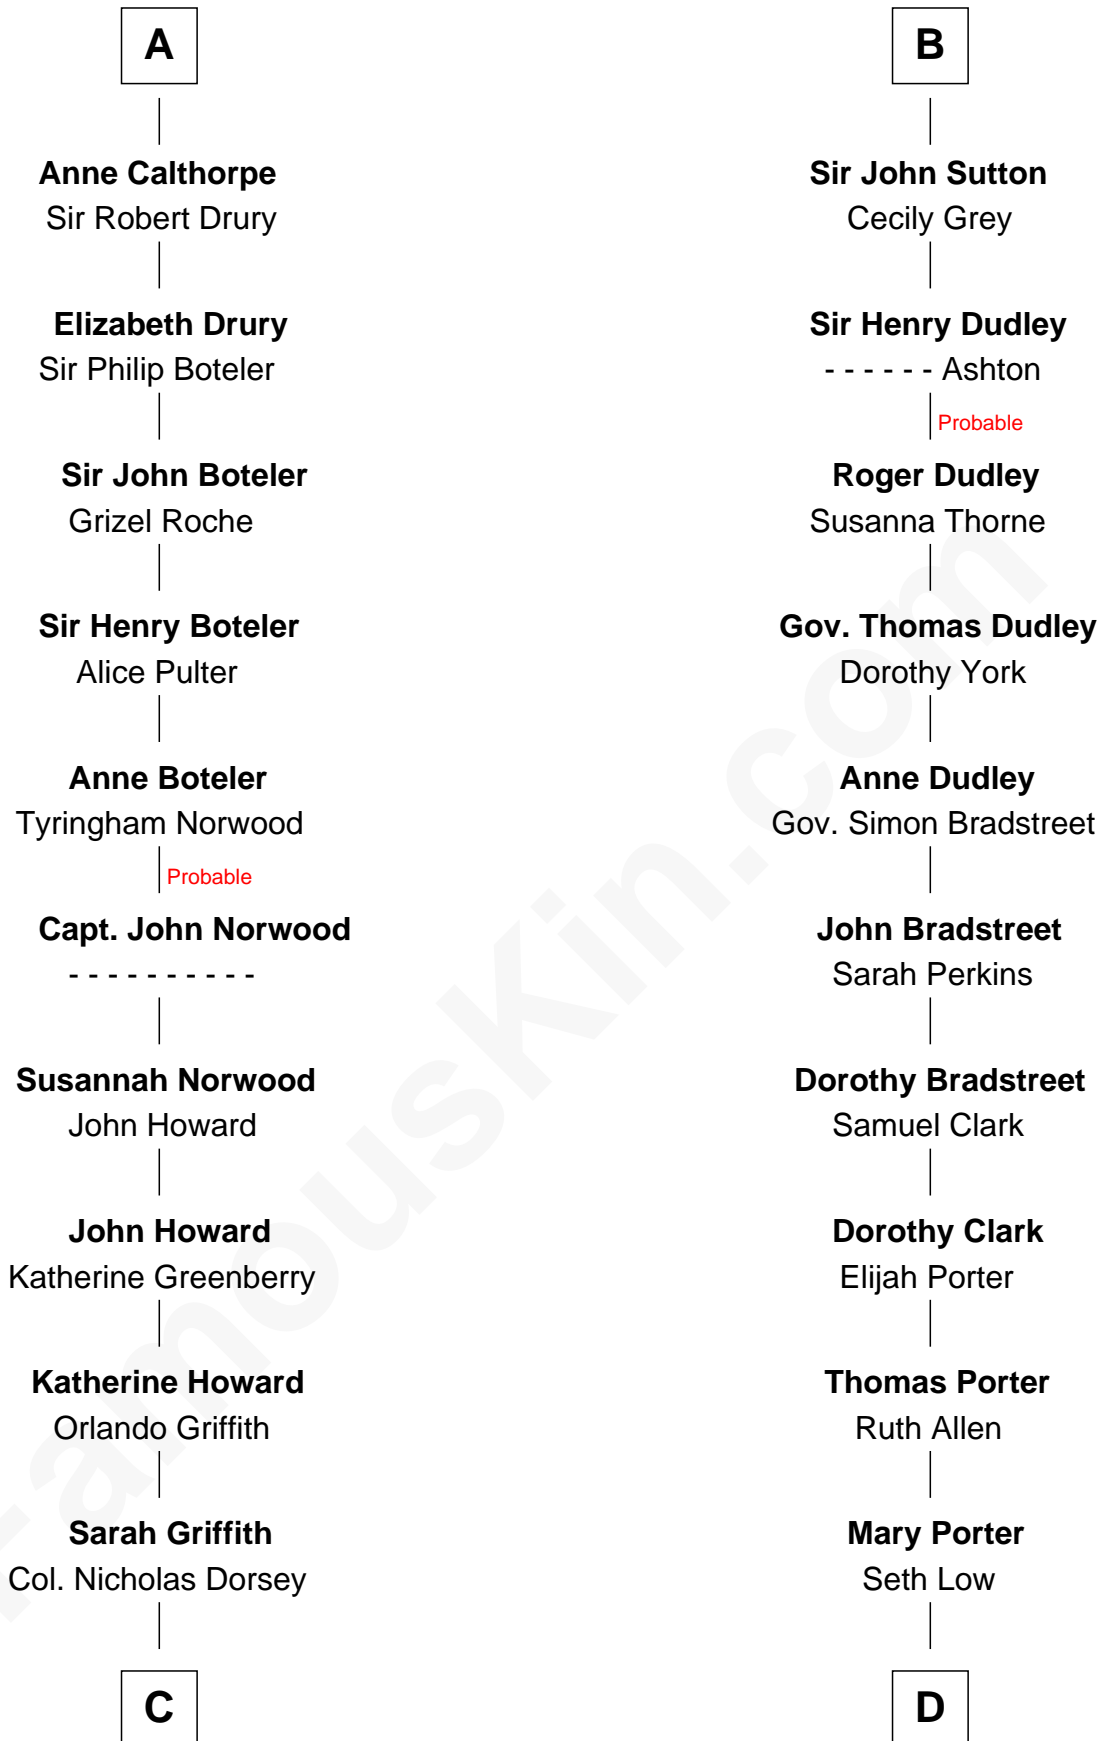 A
Anne Calthorpe
Sir Robert Drury
Elizabeth Drury
Sir Philip Boteler
Sir John Boteler
Grizel Roche
Sir Henry Boteler
Alice Pulter
Anne Boteler
Tyringham Norwood
Probable
Capt. John Norwood
- - - - - - - - - -
Susannah Norwood
John Howard
John Howard
Katherine Greenberry
Katherine Howard
Orlando Griffith
Sarah Griffith
Col. Nicholas Dorsey
C
B
Sir John Sutton
Cecily Grey
Sir Henry Dudley
- - - - - - Ashton
Probable
Roger Dudley
Susanna Thorne
Gov. Thomas Dudley
Dorothy York
Anne Dudley
Gov. Simon Bradstreet
John Bradstreet
Sarah Perkins
Dorothy Bradstreet
Samuel Clark
Dorothy Clark
Elijah Porter
Thomas Porter
Ruth Allen
Mary Porter
Seth Low
D
FamousKin.com